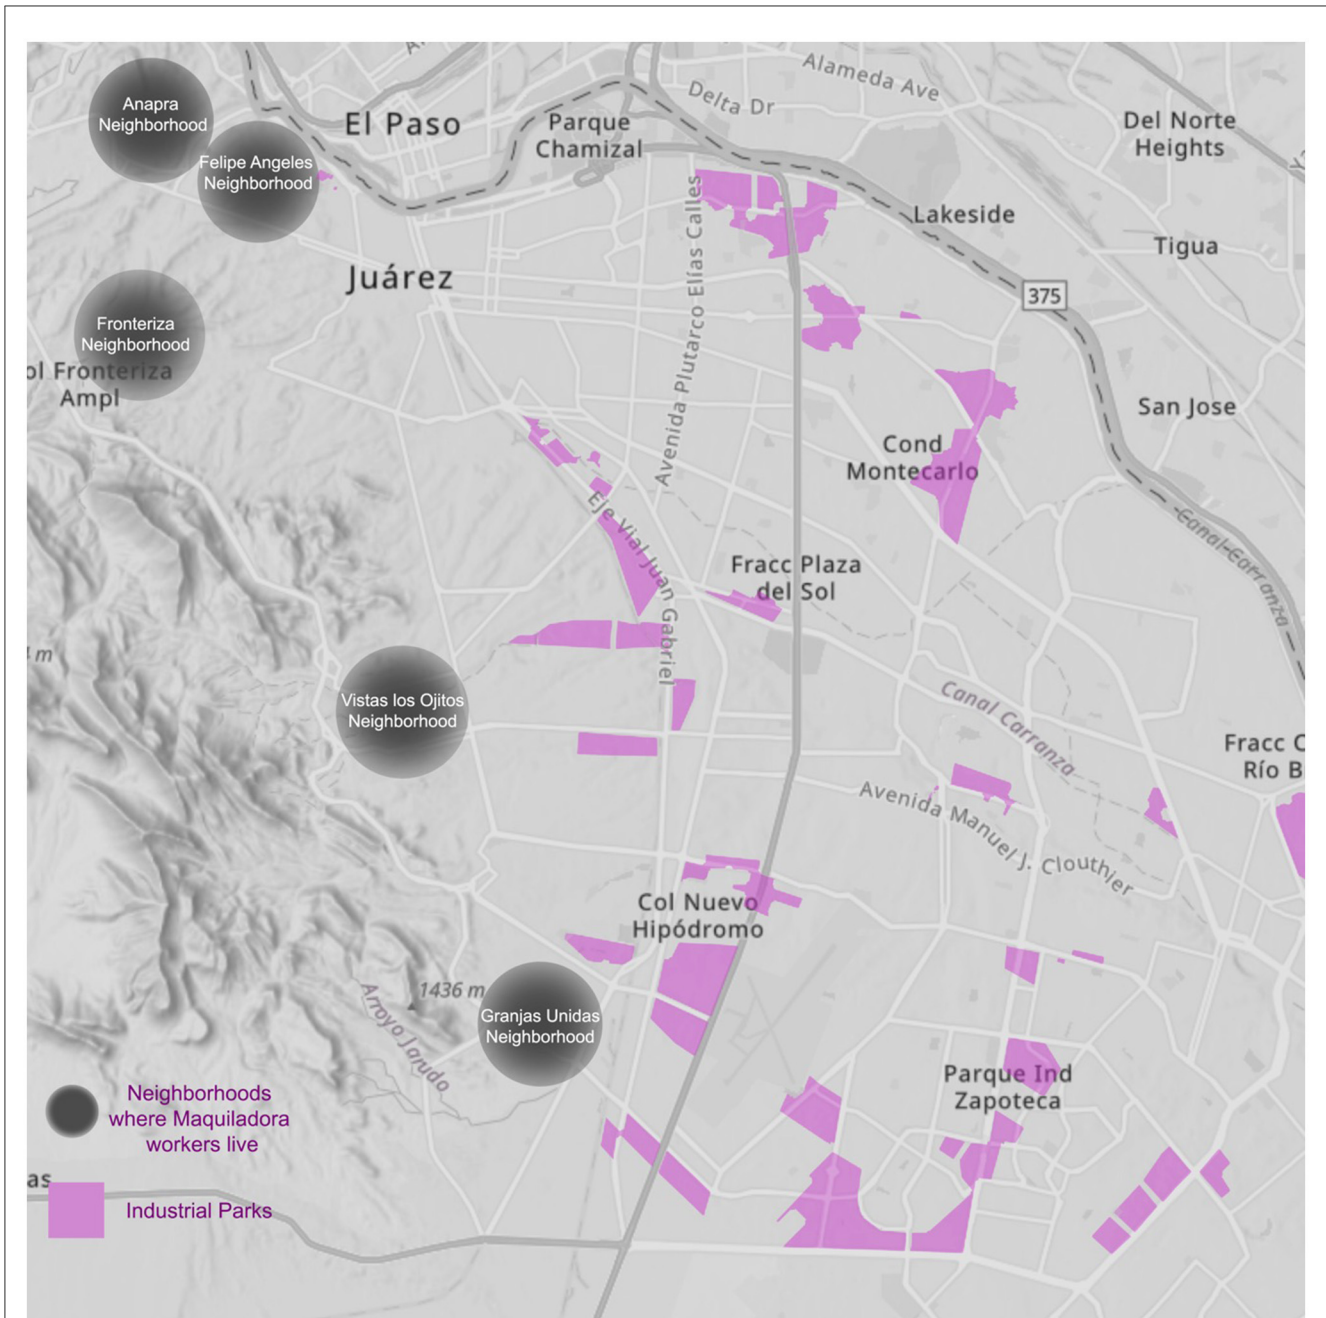 Anapra
Neighborhood
El Paso
Parque
Chamizal
Delta Dr
Alameda Ave
Del Norte
Heights
Felipe Angeles
Neighborhood
Lakeside
Tigua
Juárez
Avenida Plutarco Elías Calles
375
Fronteriza
Neighborhood
ol Fronteriza
Ampl
San Jose
Cond
Montecarlo
Eje Vial Juan Gabriel
Canal Carranza
Fracc Plaza
del Sol
m
Vistas los Ojitos
Neighborhood
Canal Carranza
Fracc C
Río B
Avenida Manuel J. Clouthier
Col Nuevo
Hipódromo
1436 m
Arroyo Jarudo
Granjas Unidas
Neighborhood
Parque Ind
Zapoteca
Neighborhoods
where Maquiladora
workers live
as
Industrial Parks